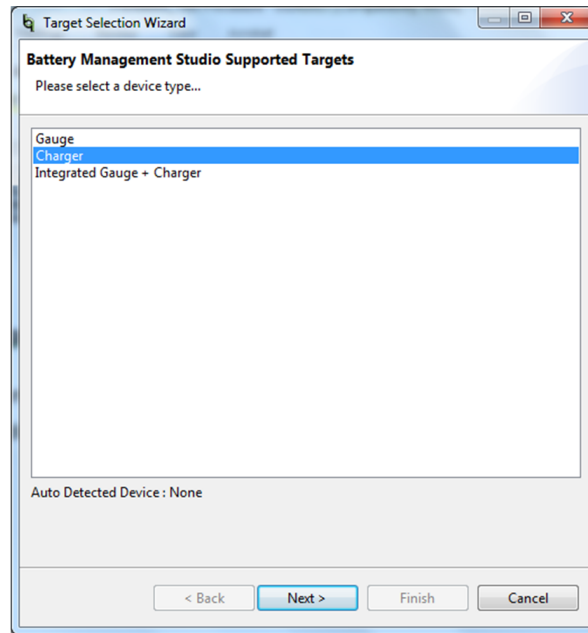 Target Selection Wizard
Battery Management Studio Supported Targets
Please select a device type...
Gauge
Charger
Integrated Gauge + Charger
Auto Detected Device : None
< Back
Next >
Finish
Cancel